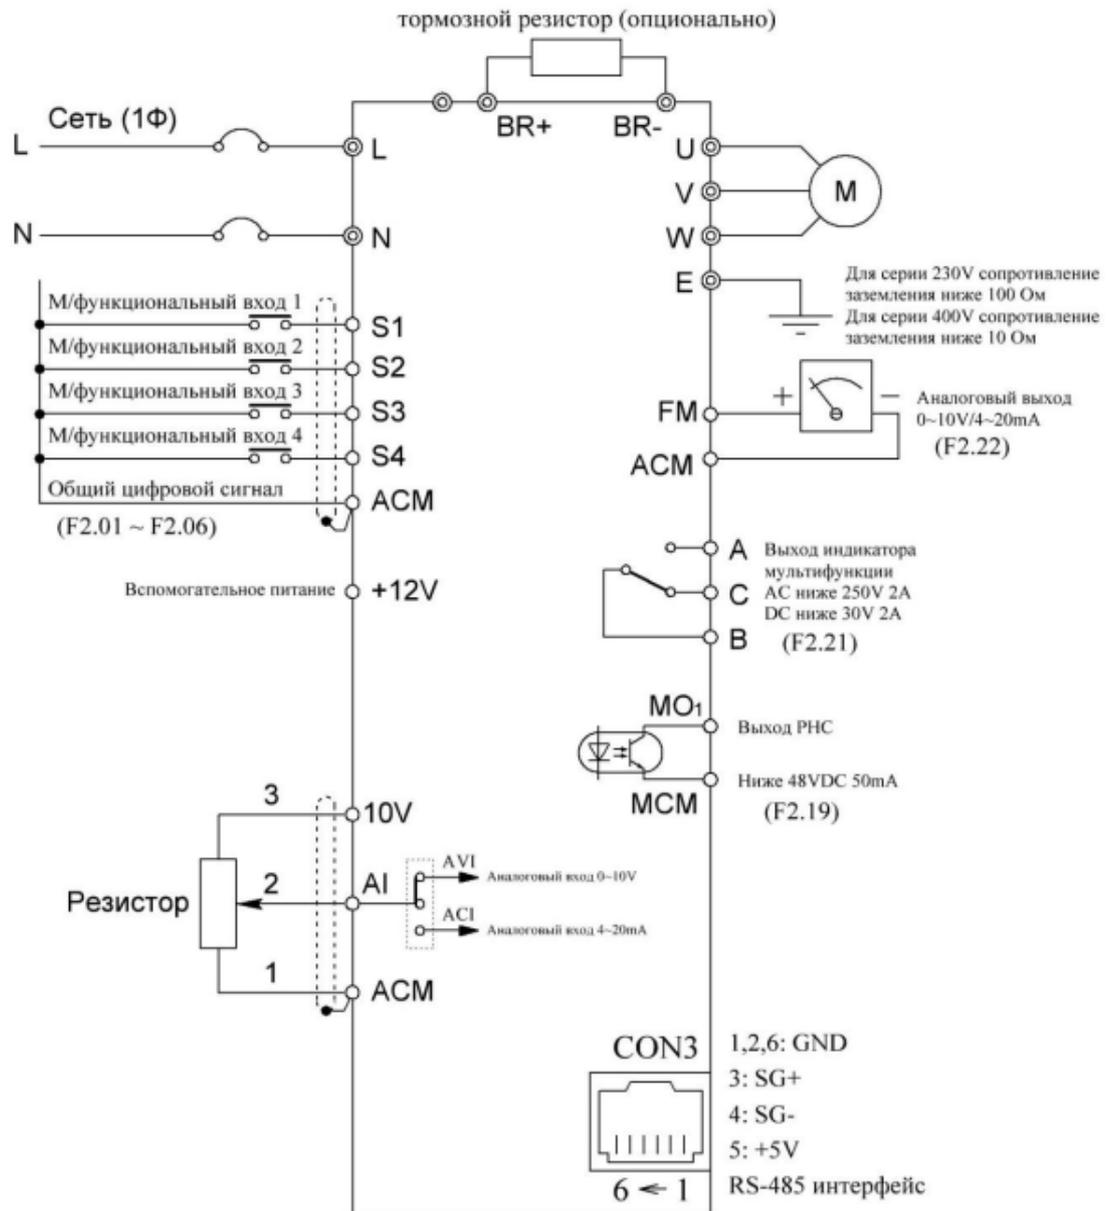 тормозной резистор (опционально)
BR+ BR-
Сеть (1Ф)
L L
N N
М/функциональный вход 1
S1
М/функциональный вход 2
S2
М/функциональный вход 3
S3
М/функциональный вход 4
S4
Общий цифровой сигнал
ACM
(F2.01 ~ F2.06)
Вспомогательное питание +12V
3
10V
Резистор
2
AI
AVI
Аналоговый вход 0~10V
ACI
Аналоговый вход 4~20mA
1
ACM
U
V
W
M
E
Для серии 230V сопротивление
заземления ниже 100 Ом
Для серии 400V сопротивление
заземления ниже 10 Ом
FM
+ −
ACM
Аналоговый выход
0~10V/4~20mA
(F2.22)
A
C
B
Выход индикатора
мультифункции
AC ниже 250V 2A
DC ниже 30V 2A
(F2.21)
MO1
Выход PHC
MCM
Ниже 48VDC 50mA
(F2.19)
CON3
6 ← 1
1,2,6: GND
3: SG+
4: SG-
5: +5V
RS-485 интерфейс